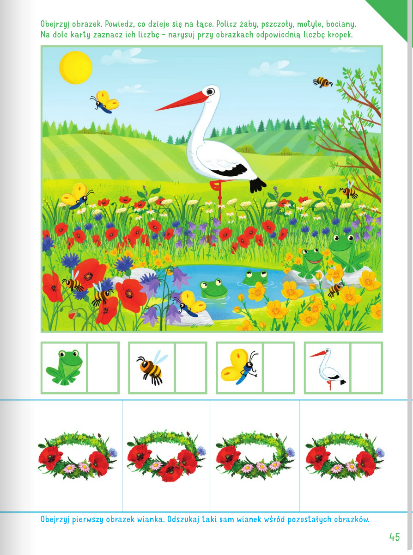 Obejrzyj obrazek. Powiedz, co dzieje się na łące. Policz żaby, pszczoły, motyle, bociany.
Na dole karty zaznacz ich liczbę – narysuj przy obrazkach odpowiednią liczbę kropek.
Obejrzyj pierwszy obrazek wianka. Odszukaj taki sam wianek wśród pozostałych obrazków.
45